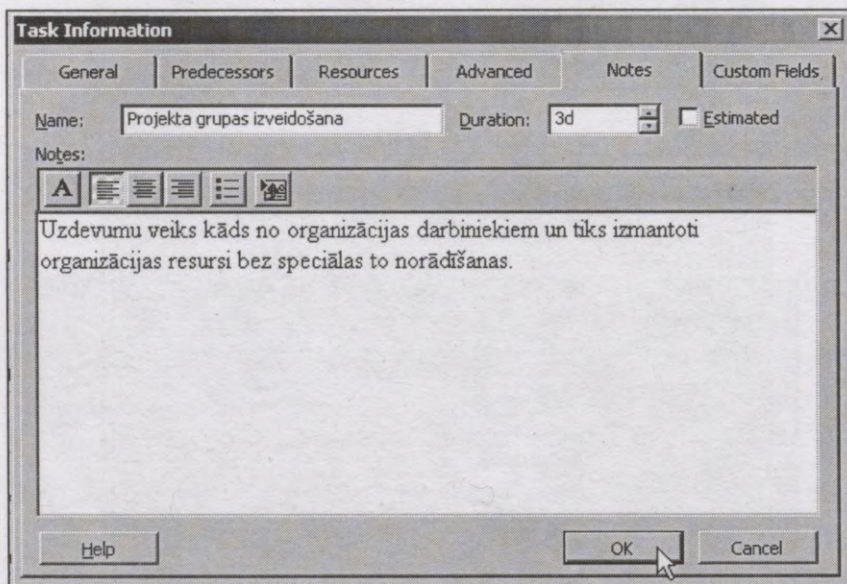 Task Information
General Predecessors Resources Advanced Notes Custom Fields
Name: Projekta grupas izveidošana Duration: 3d Estimated
Notes:
A
Uzdevumu veiks kāds no organizācijas darbiniekiem un tiks izmantoti
organizācijas resursi bez speciālas to norādīšanas.
Help OK Cancel